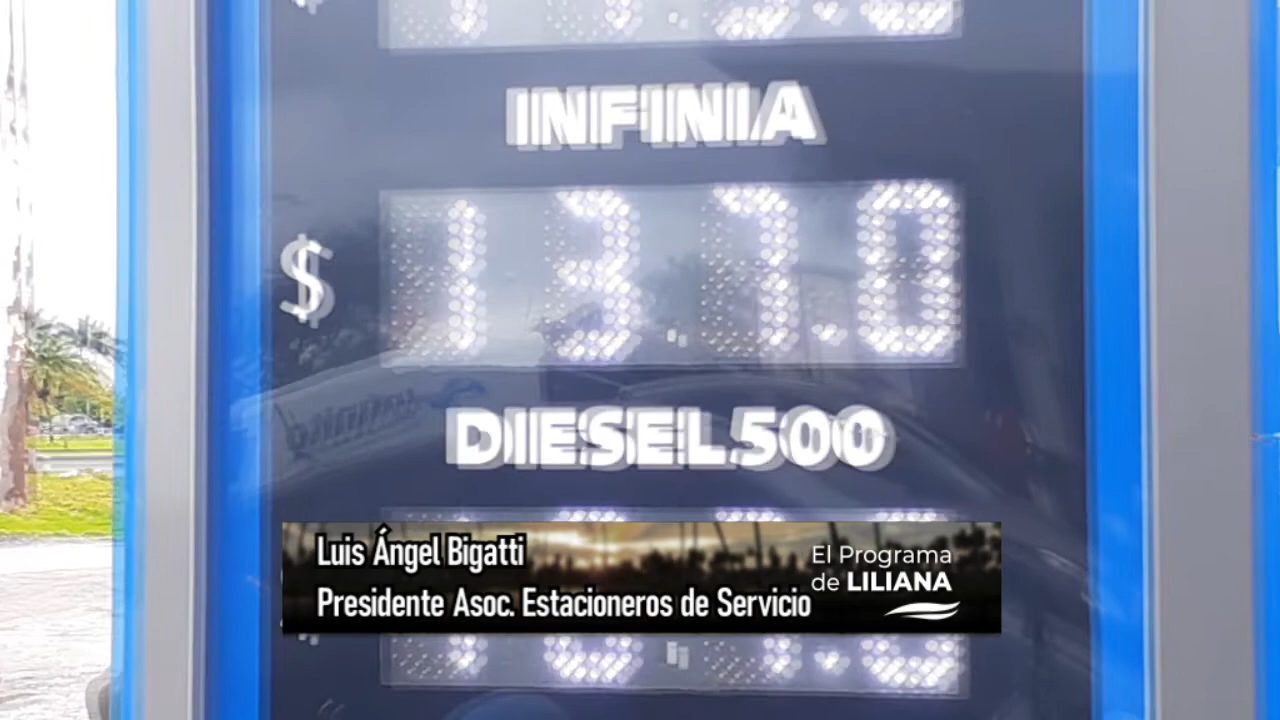 INFINIA
$ 137.0
DIESEL500
Luis Ángel Bigatti
Presidente Asoc. Estacioneros de Servicio
El Programa
de LILIANA